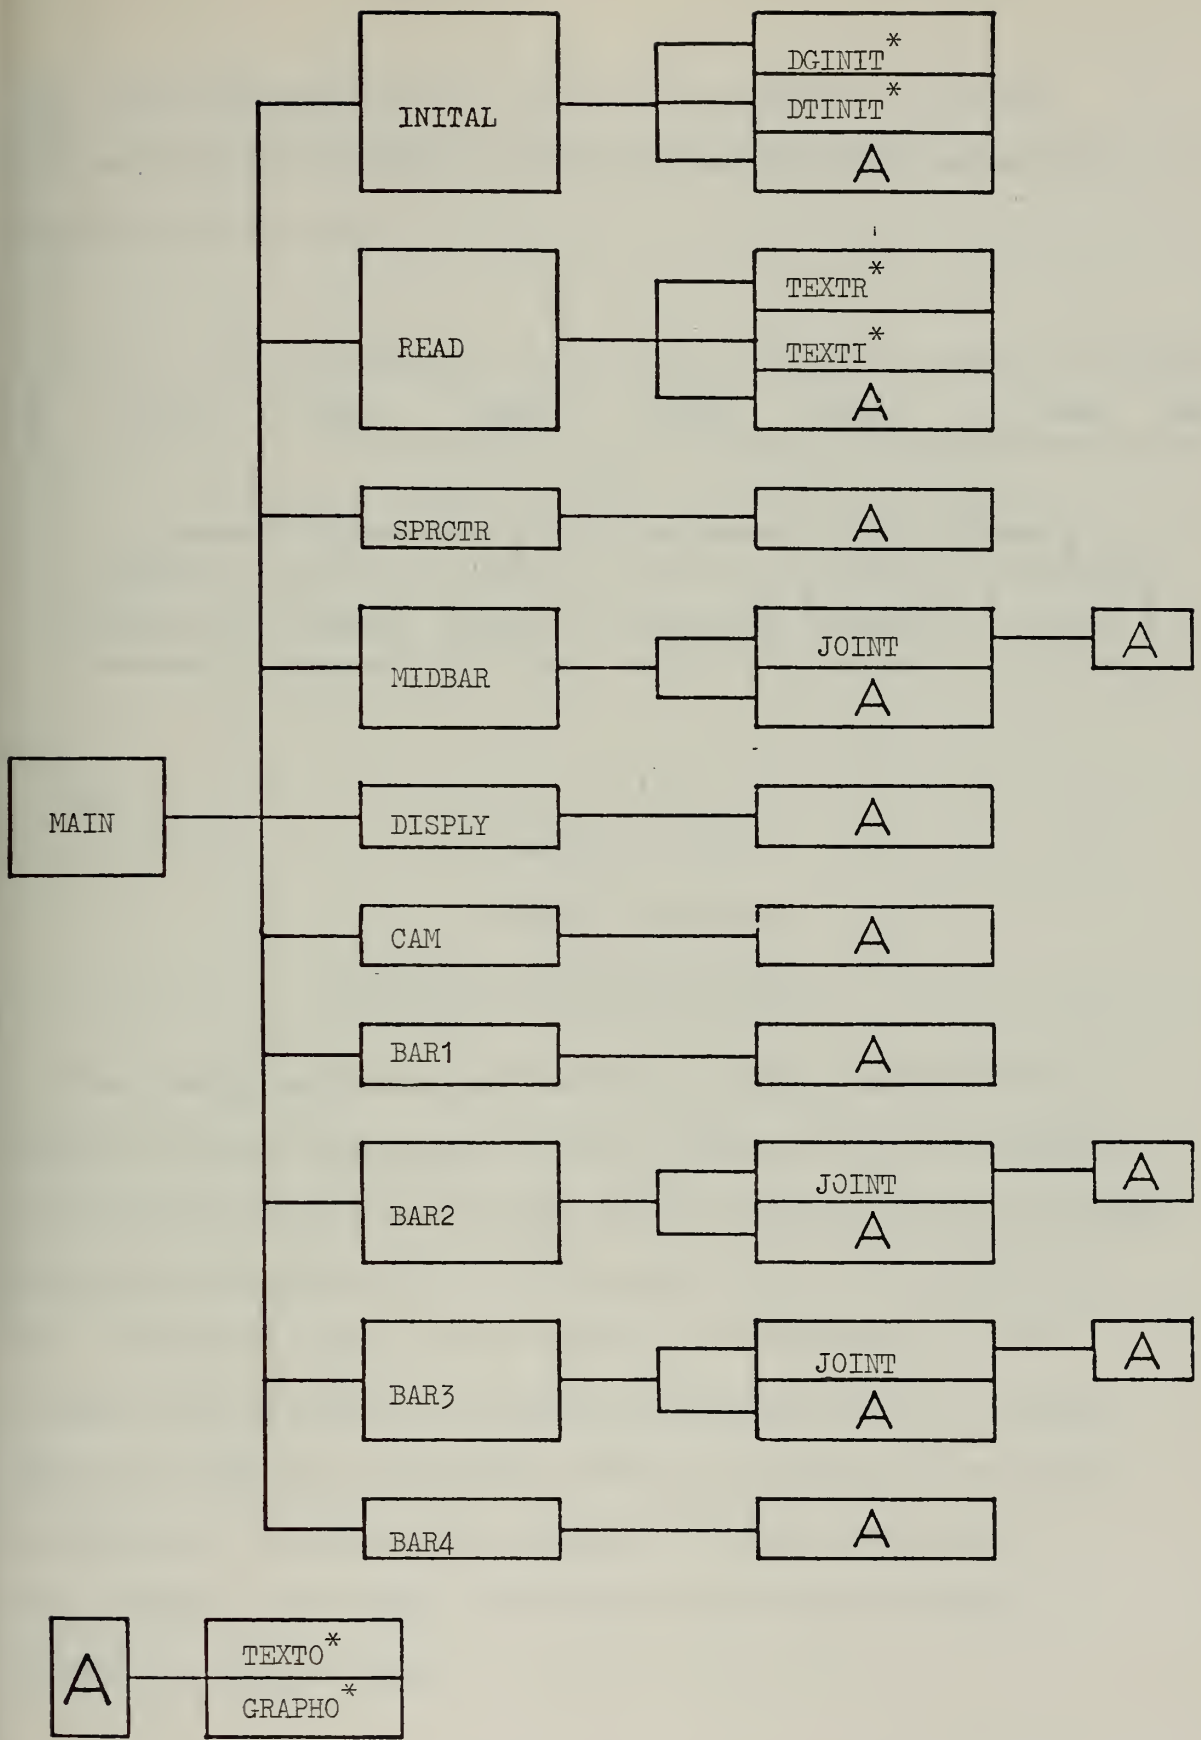 DGINIT*
INITAL
DTINIT*
A
TEXTR*
READ
TEXTI*
A
SPRCTR
A
JOINT
A
MIDBAR
A
MAIN
DISPLY
A
CAM
A
BAR1
A
JOINT
A
BAR2
A
JOINT
A
BAR3
A
BAR4
A
A
TEXTO*
GRAPHO*